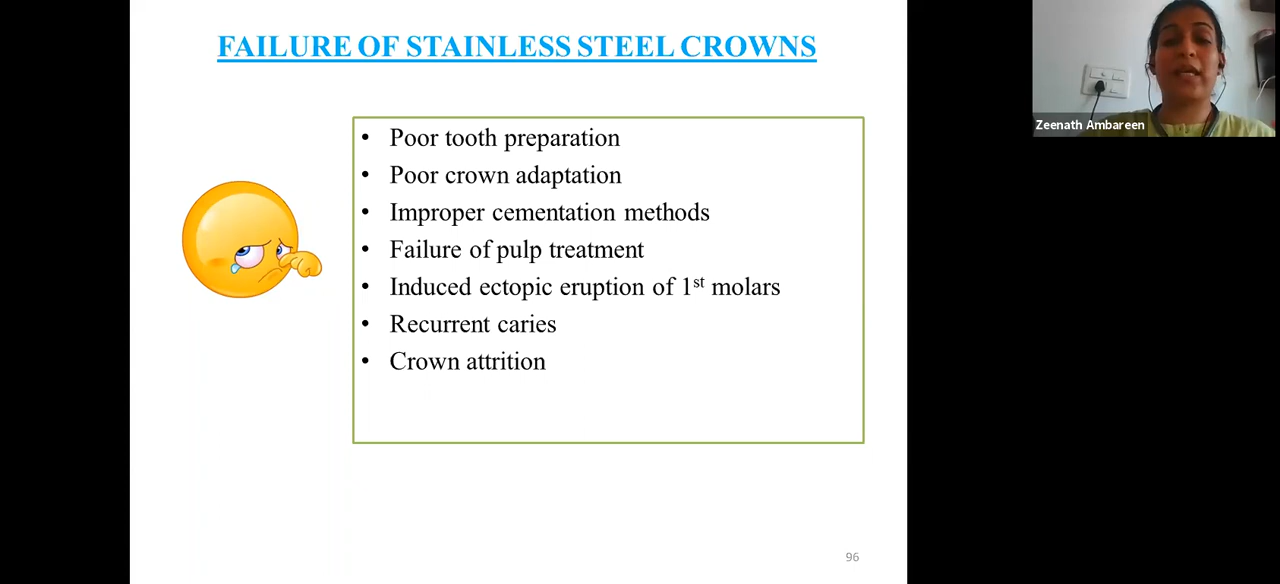 FAILURE OF STAINLESS STEEL CROWNS
• Poor tooth preparation
• Poor crown adaptation
• Improper cementation methods
• Failure of pulp treatment
• Induced ectopic eruption of 1st molars
• Recurrent caries
• Crown attrition
96
Zeenath Ambareen